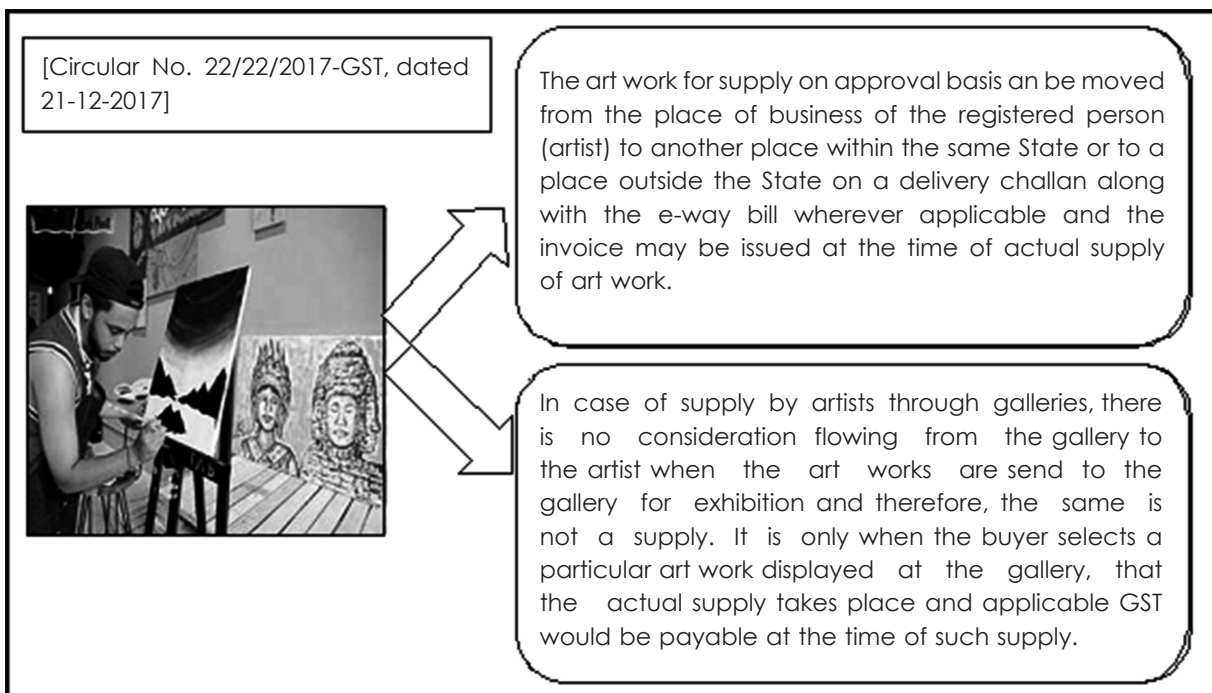 [Circular No. 22/22/2017-GST, dated
21-12-2017]
The art work for supply on approval basis an be moved
from the place of business of the registered person
(artist) to another place within the same State or to a
place outside the State on a delivery challan along
with the e-way bill wherever applicable and the
invoice may be issued at the time of actual supply
of art work.
In case of supply by artists through galleries, there
is no consideration flowing from the gallery to
the artist when the art works are send to the
gallery for exhibition and therefore, the same is
not a supply. It is only when the buyer selects a
particular art work displayed at the gallery, that
the actual supply takes place and applicable GST
would be payable at the time of such supply.